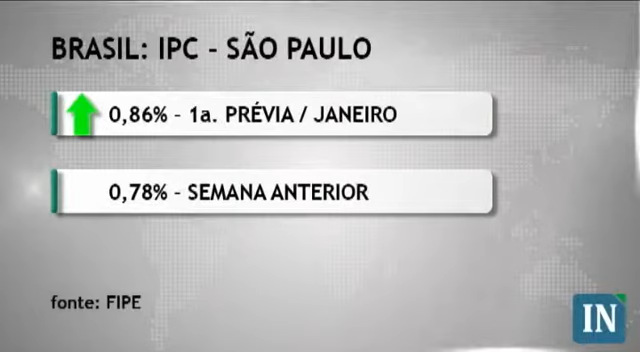 BRASIL: IPC - SÃO PAULO
0,86% - 1a. PRÉVIA / JANEIRO
0,78% - SEMANA ANTERIOR
fonte: FIPE
IN